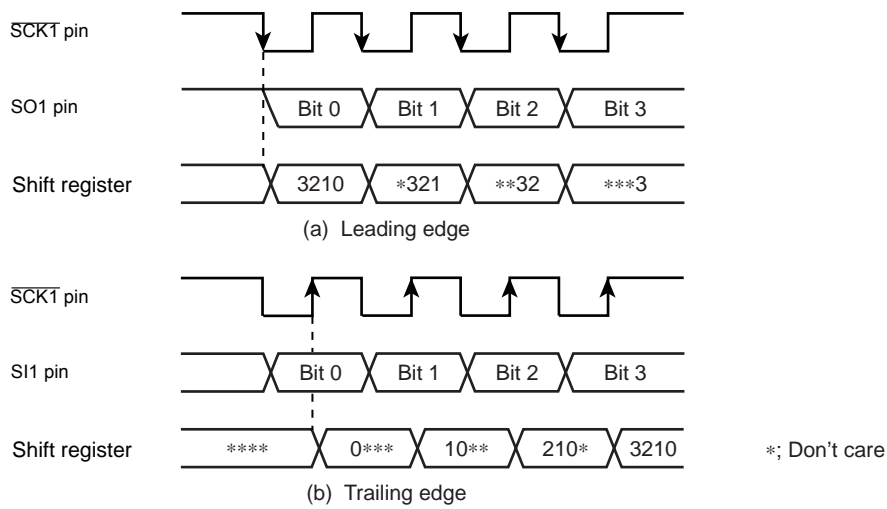 SCK1 pin
SO1 pin Bit 0 Bit 1 Bit 2 Bit 3
Shift register 3210 *321 **32 ***3
(a) Leading edge
SCK1 pin
SI1 pin Bit 0 Bit 1 Bit 2 Bit 3
Shift register **** 0*** 10** 210* 3210 *; Don't care
(b) Trailing edge